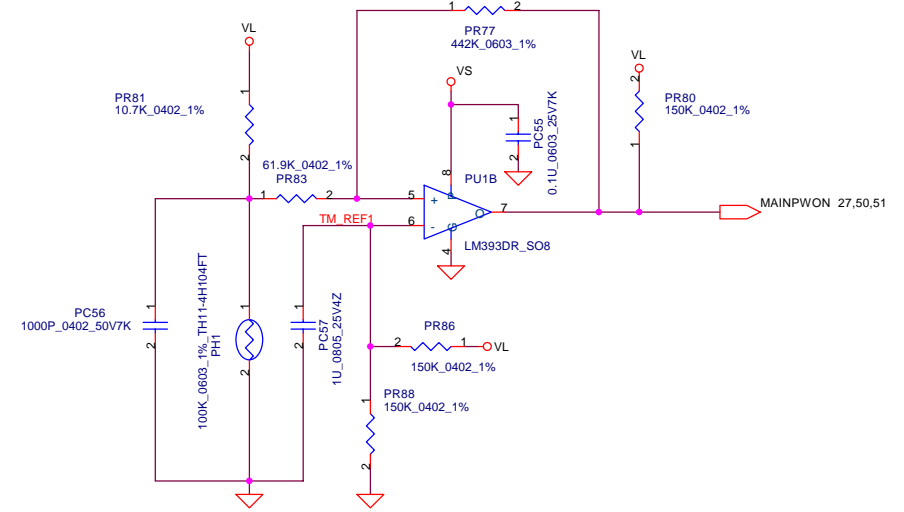 1
2
PR77
442K_0603_1%
VL
VS
VL
PR81
10.7K_0402_1%
1
2
1
2
PC55
0.1U_0603_25V7K
2
1
PR80
150K_0402_1%
61.9K_0402_1%
PR83
1
2
8
PU1B
5
+
P
7
O
MAINPWON 27,50,51
TM_REF1
6
-
G
4
LM393DR_SO8
PC56
1000P_0402_50V7K
1
2
100K_0603_1%_TH11-4H104FT
PH1
1
2
1
2
PC57
1U_0805_25V4Z
PR86
2
1
VL
150K_0402_1%
PR88
150K_0402_1%
1
2